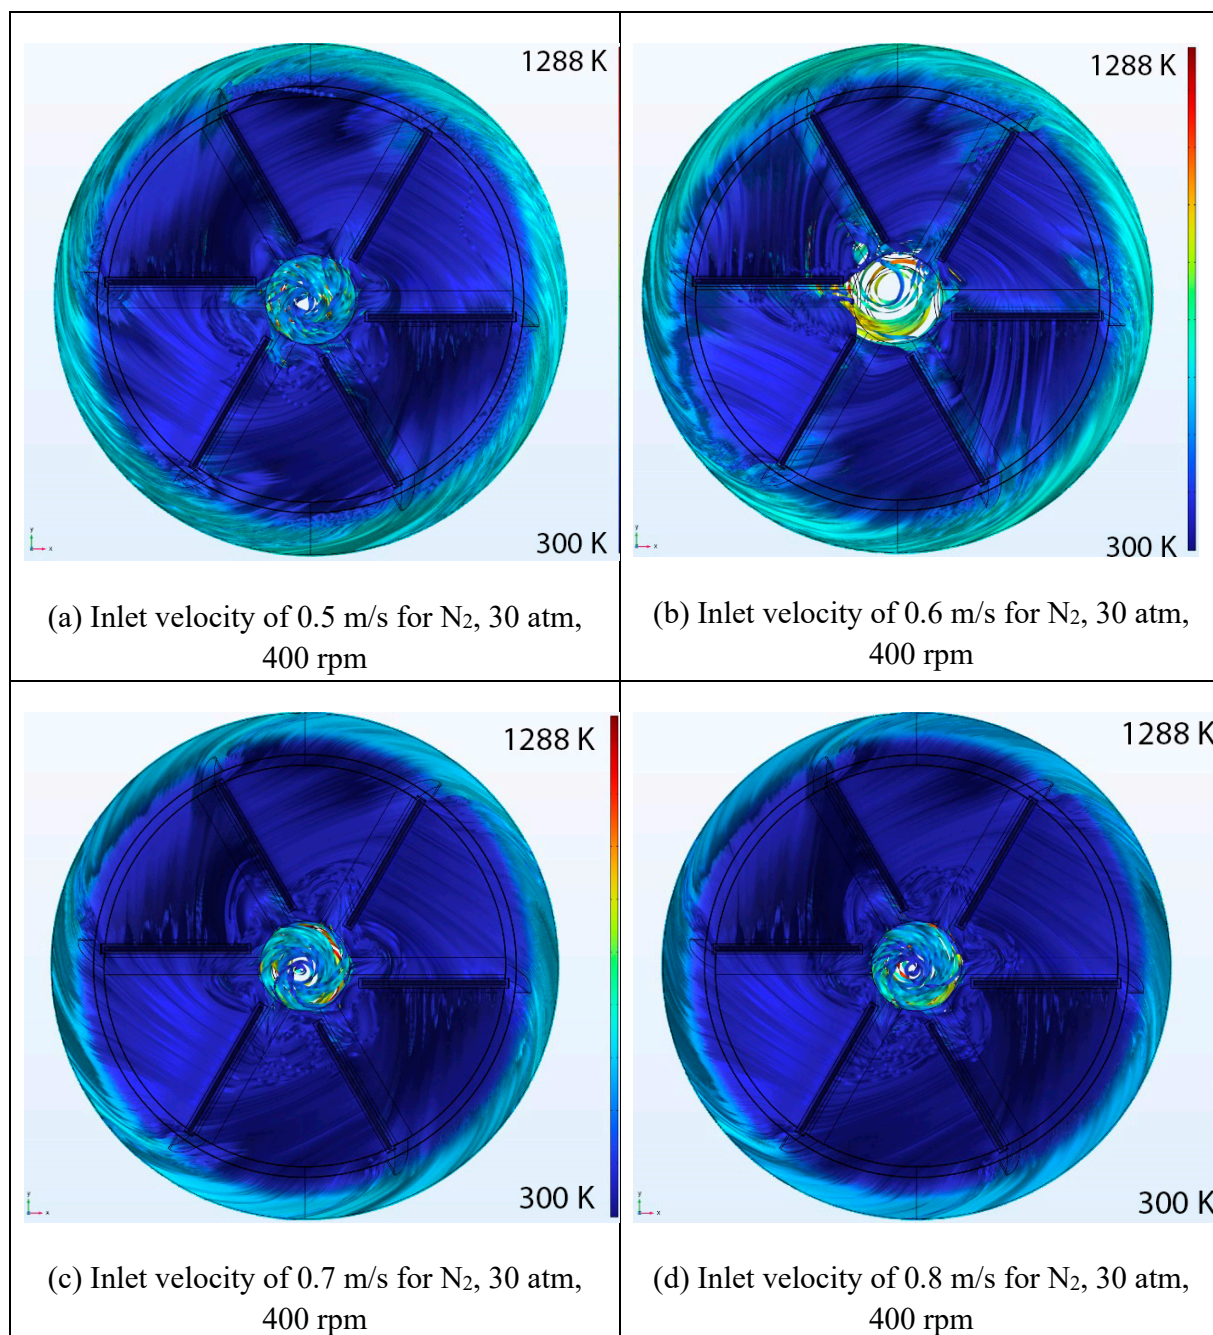 1288 K
300 K
(a) Inlet velocity of 0.5 m/s for N₂, 30 atm,
400 rpm
1288 K
300 K
(b) Inlet velocity of 0.6 m/s for N₂, 30 atm,
400 rpm
1288 K
300 K
(c) Inlet velocity of 0.7 m/s for N₂, 30 atm,
400 rpm
1288 K
300 K
(d) Inlet velocity of 0.8 m/s for N₂, 30 atm,
400 rpm